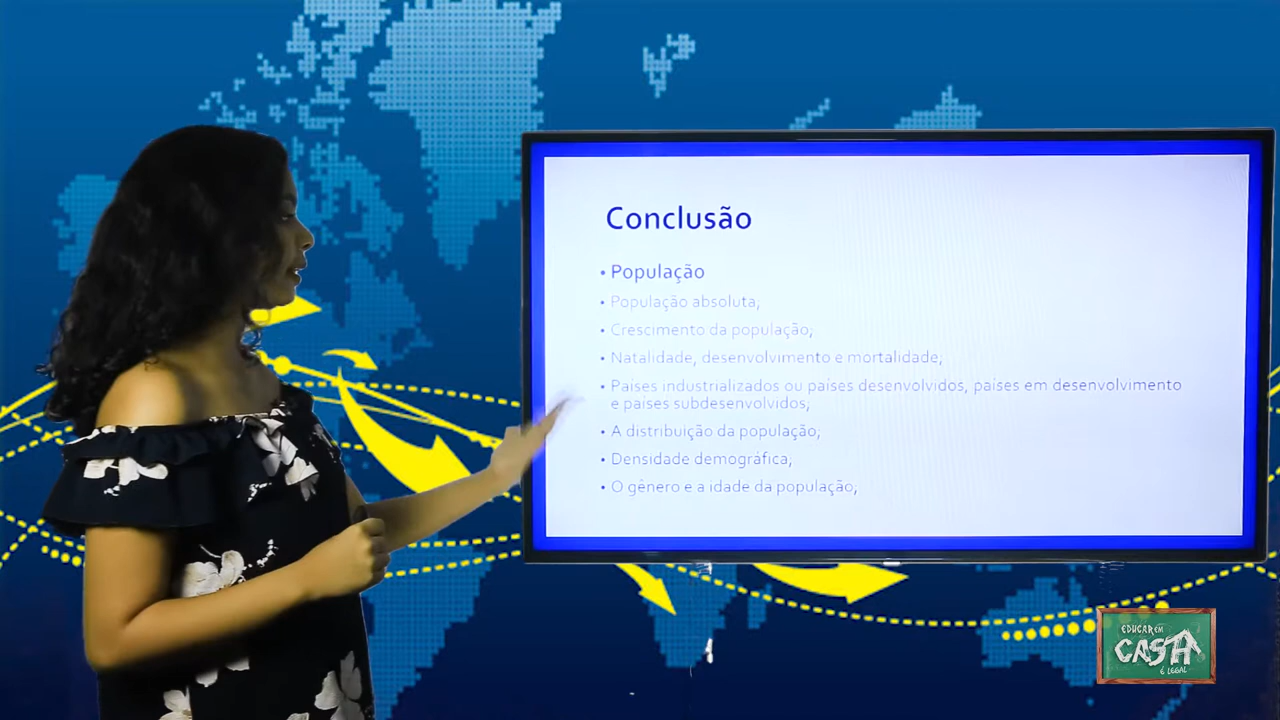 Conclusão
• População
• População absoluta;
• Crescimento da população;
• Natalidade, desenvolvimento e mortalidade;
• Países industrializados ou países desenvolvidos, países em desenvolvimento
e países subdesenvolvidos;
• A distribuição da população;
• Densidade demográfica;
• O gênero e a idade da população;
EDUCAR EM
CASA
É LEGAL